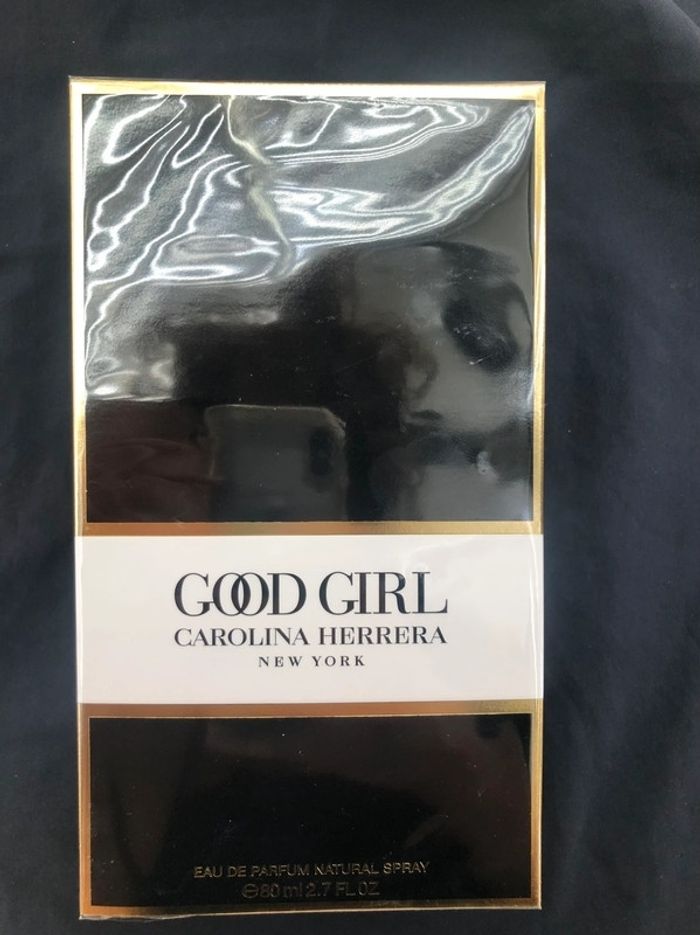 GOOD GIRL
CAROLINA HERRERA
NEW YORK
EAU DE PARFUM NATURAL SPRAY
℮80 ml 2.7 FL.OZ